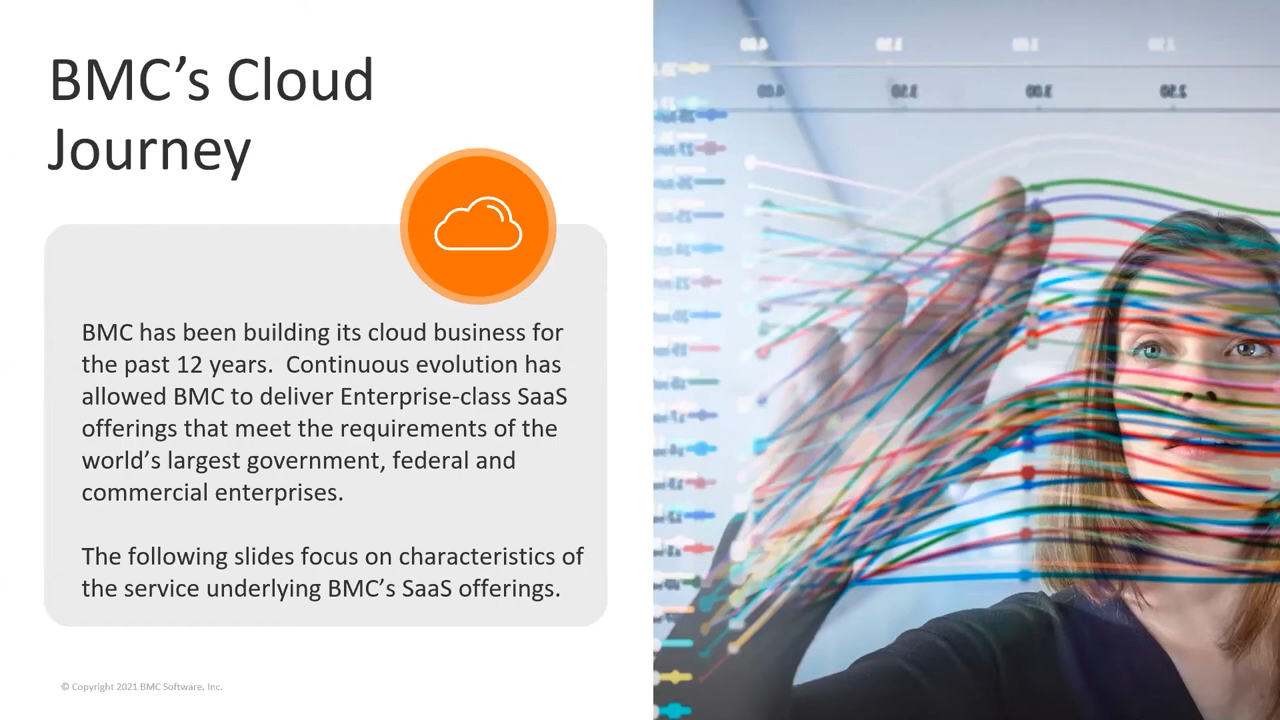 BMC’s Cloud
Journey
BMC has been building its cloud business for
the past 12 years.  Continuous evolution has
allowed BMC to deliver Enterprise-class SaaS
offerings that meet the requirements of the
world’s largest government, federal and
commercial enterprises.
The following slides focus on characteristics of
the service underlying BMC’s SaaS offerings.
© Copyright 2021 BMC Software, Inc.